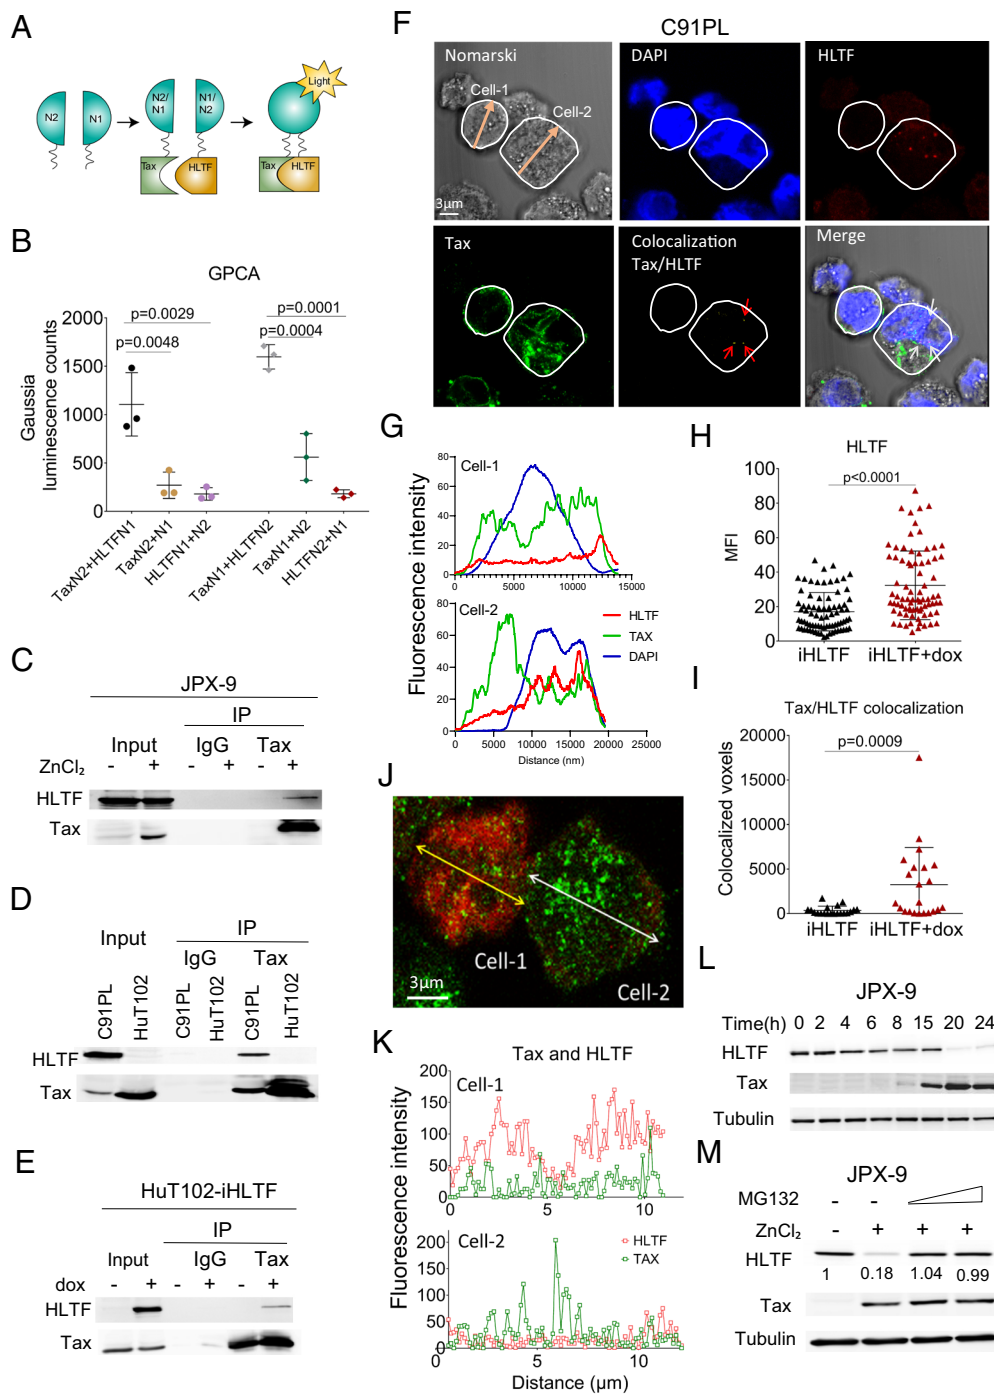 A
N2
N1
N2/
N1
N1/
N2
Light
Tax
HLTF
Tax
HLTF
B
GPCA
p=0.0001
p=0.0029
p=0.0004
p=0.0048
Gaussia
luminescence counts
2000
1500
1000
500
0
TaxN2+HLTFN1
TaxN2+N1
HLTFN1+N2
TaxN1+HLTFN2
TaxN1+N2
HLTFN2+N1
C
JPX-9
IP
Input IgG Tax
ZnCl₂ - + - + - +
HLTF
Tax
D
IP
Input
IgG Tax
C91PL HuT102 C91PL HuT102 C91PL HuT102
HLTF
Tax
E
HuT102-iHLTF
IP
Input IgG Tax
dox - + - + - +
HLTF
Tax
F
C91PL
Nomarski
Cell-1
Cell-2
3µm
DAPI
HLTF
Tax
Colocalization
Tax/HLTF
Merge
G
Fluorescence intensity
Cell-1
80
60
40
20
0
0 5000 10000 15000
Cell-2
80
60
40
20
0
HLTF
TAX
DAPI
0 5000 10000 15000 20000 25000
Distance (nm)
H
HLTF
p<0.0001
MFI
100
80
60
40
20
0
iHLTF iHLTF+dox
I
Tax/HLTF colocalization
p=0.0009
Colocalized voxels
20000
15000
10000
5000
0
iHLTF iHLTF+dox
J
Cell-1
Cell-2
3µm
K
Tax and HLTF
Fluorescence intensity
Cell-1
200
150
100
50
0
0 5 10
Cell-2
200
150
100
50
0
HLTF
TAX
0 5 10
Distance (µm)
L
JPX-9
Time(h) 0 2 4 6 8 15 20 24
HLTF
Tax
Tubulin
M
JPX-9
MG132 - -
ZnCl₂ - + + +
HLTF
1 0.18 1.04 0.99
Tax
Tubulin